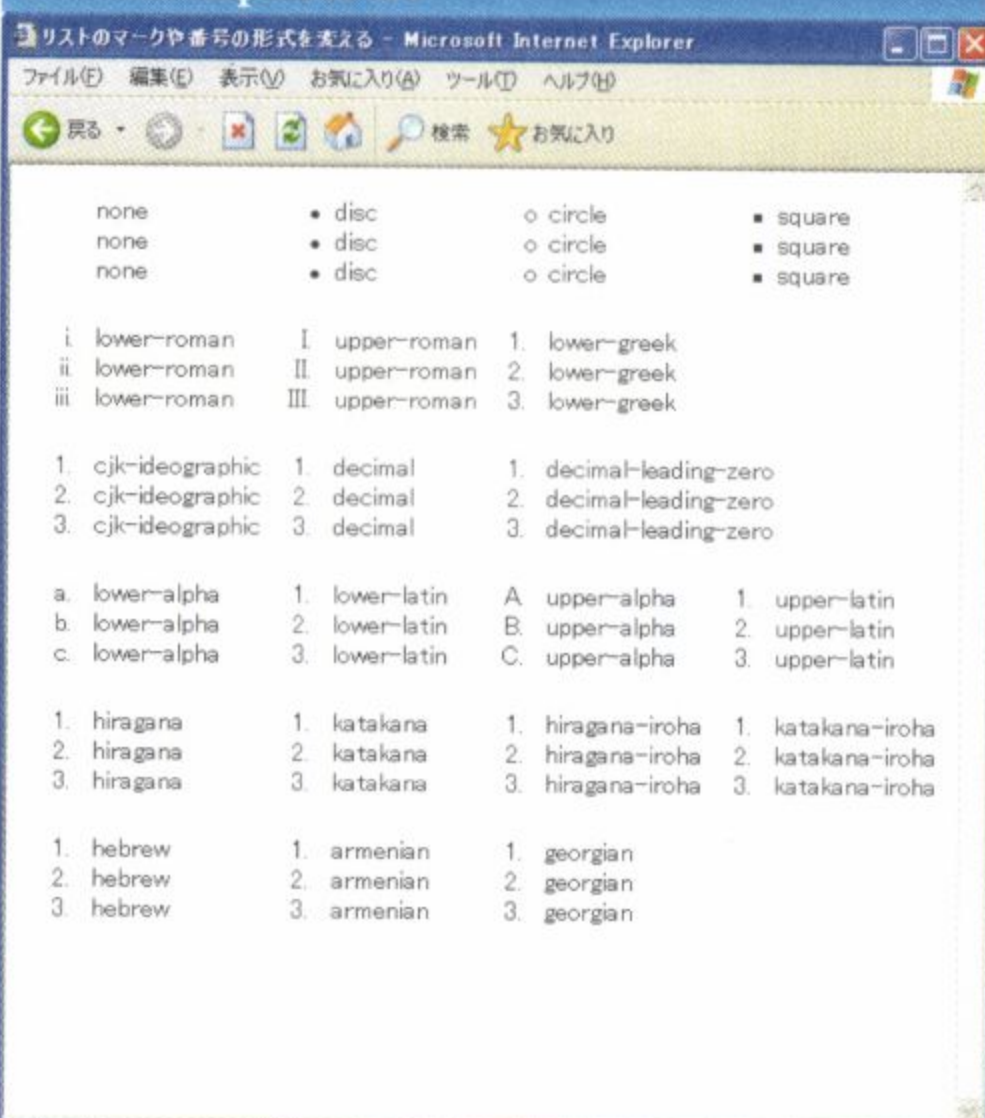 リストのマークや番号の形式を変える - Microsoft Internet Explorer
ファイル(F) 編集(E) 表示(V) お気に入り(A) ツール(T) ヘルプ(H)
戻る 検索 お気に入り
none • disc ○ circle ▪ square
none • disc ○ circle ▪ square
none • disc ○ circle ▪ square
i. lower-roman I. upper-roman 1. lower-greek
ii. lower-roman II. upper-roman 2. lower-greek
iii. lower-roman III. upper-roman 3. lower-greek
1. cjk-ideographic 1. decimal 1. decimal-leading-zero
2. cjk-ideographic 2. decimal 2. decimal-leading-zero
3. cjk-ideographic 3. decimal 3. decimal-leading-zero
a. lower-alpha 1. lower-latin A. upper-alpha 1. upper-latin
b. lower-alpha 2. lower-latin B. upper-alpha 2. upper-latin
c. lower-alpha 3. lower-latin C. upper-alpha 3. upper-latin
1. hiragana 1. katakana 1. hiragana-iroha 1. katakana-iroha
2. hiragana 2. katakana 2. hiragana-iroha 2. katakana-iroha
3. hiragana 3. katakana 3. hiragana-iroha 3. katakana-iroha
1. hebrew 1. armenian 1. georgian
2. hebrew 2. armenian 2. georgian
3. hebrew 3. armenian 3. georgian